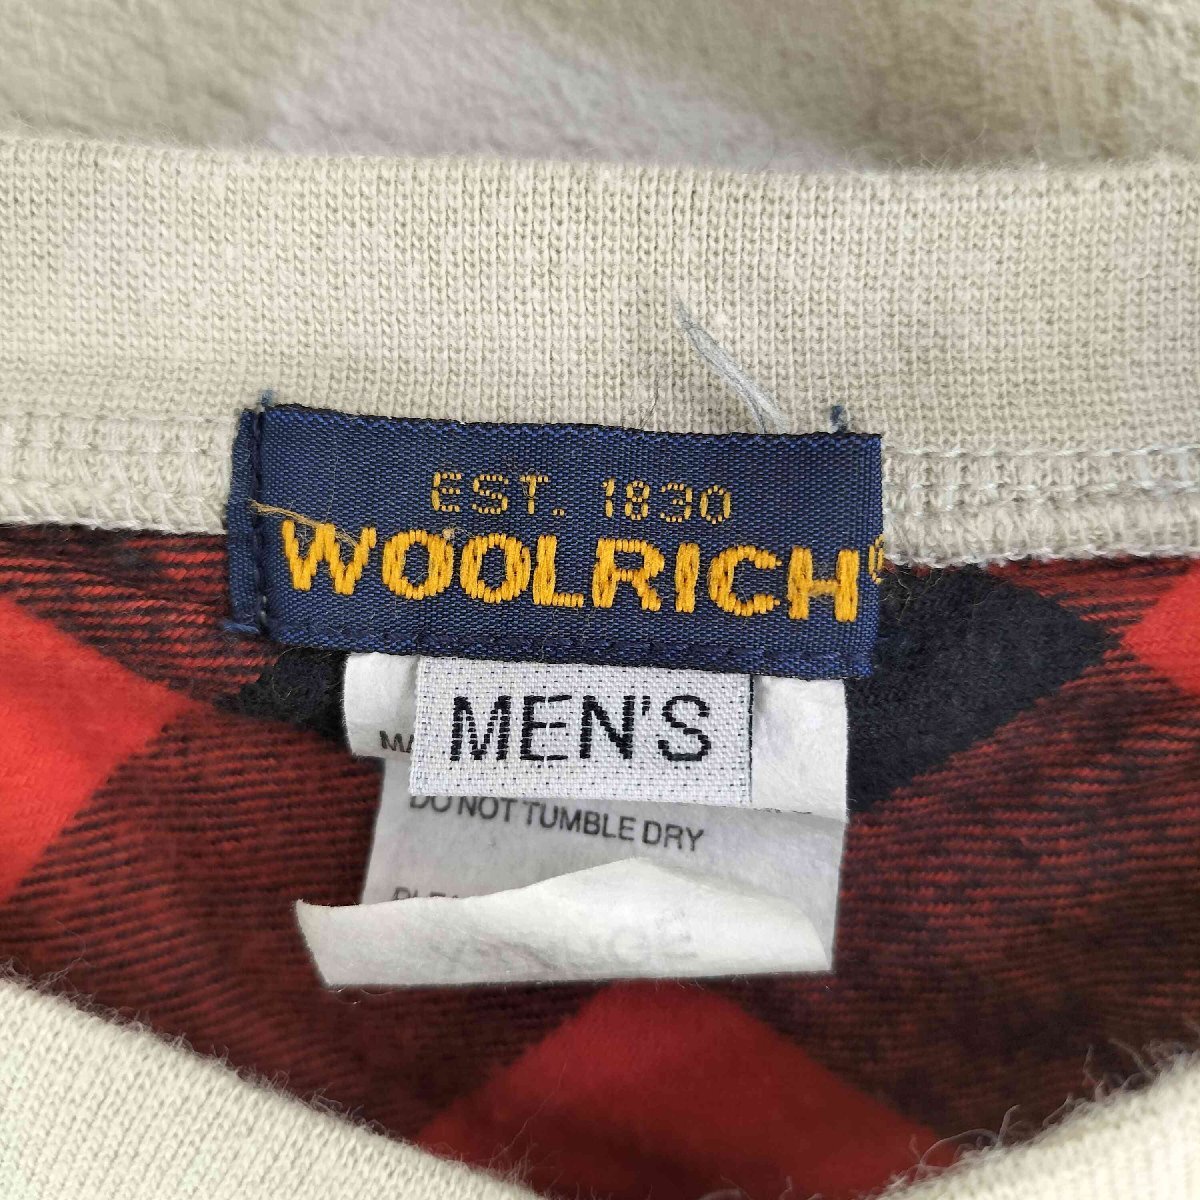 EST. 1830
WOOLRICH®
MEN'S
DO NOT TUMBLE DRY